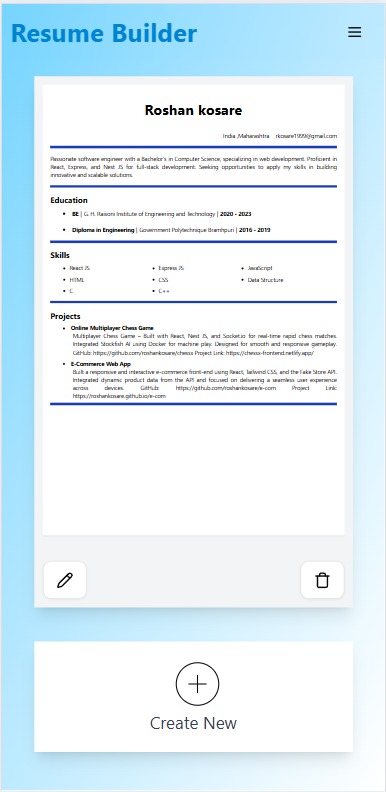 Resume Builder
Roshan kosare
India ,Maharashtra rkosare1999@gmail.com
Passionate software engineer with a Bachelor's in Computer Science, specializing in web development. Proficient in
React, Express, and Nest JS for full-stack development. Seeking opportunities to apply my skills in building
innovative and scalable solutions.
Education
• BE | G. H. Raisoni Institute of Engineering and Technology | 2020 - 2023
• Diploma in Engineering | Government Polytechnique Bramhpuri | 2016 - 2019
Skills
• React JS • Express JS • JavaScript
• HTML • CSS • Data Structure
• C • C++
Projects
• Online Multiplayer Chess Game
Multiplayer Chess Game – Built with React, Nest JS, and Socket.io for real-time rapid chess matches.
Integrated Stockfish AI using Docker for machine play. Designed for smooth and responsive gameplay.
GitHub: https://github.com/roshankosare/chesss Project Link: https://chessx-frontend.netlify.app/
• E-Commerce Web App
Built a responsive and interactive e-commerce front-end using React, Tailwind CSS, and the Fake Store API.
Integrated dynamic product data from the API and focused on delivering a seamless user experience
across devices. GitHub: https://github.com/roshankosare/e-com Project Link:
https://roshankosare.github.io/e-com
Create New